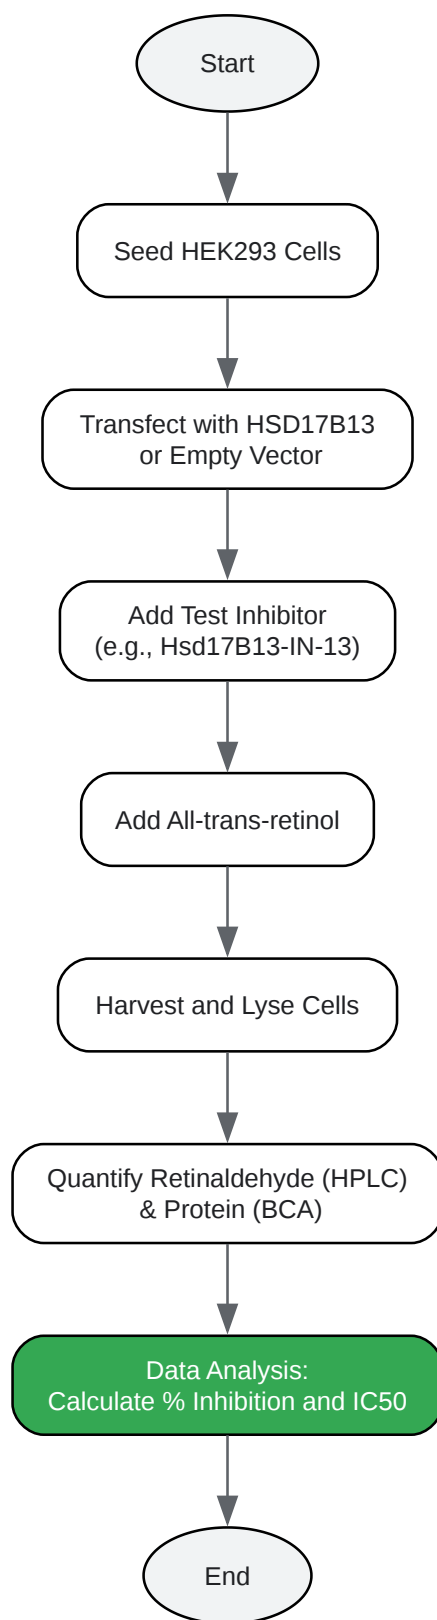 Start
Seed HEK293 Cells
Transfect with HSD17B13
or Empty Vector
Add Test Inhibitor
(e.g., Hsd17B13-IN-13)
Add All-trans-retinol
Harvest and Lyse Cells
Quantify Retinaldehyde (HPLC)
& Protein (BCA)
Data Analysis:
Calculate % Inhibition and IC50
End